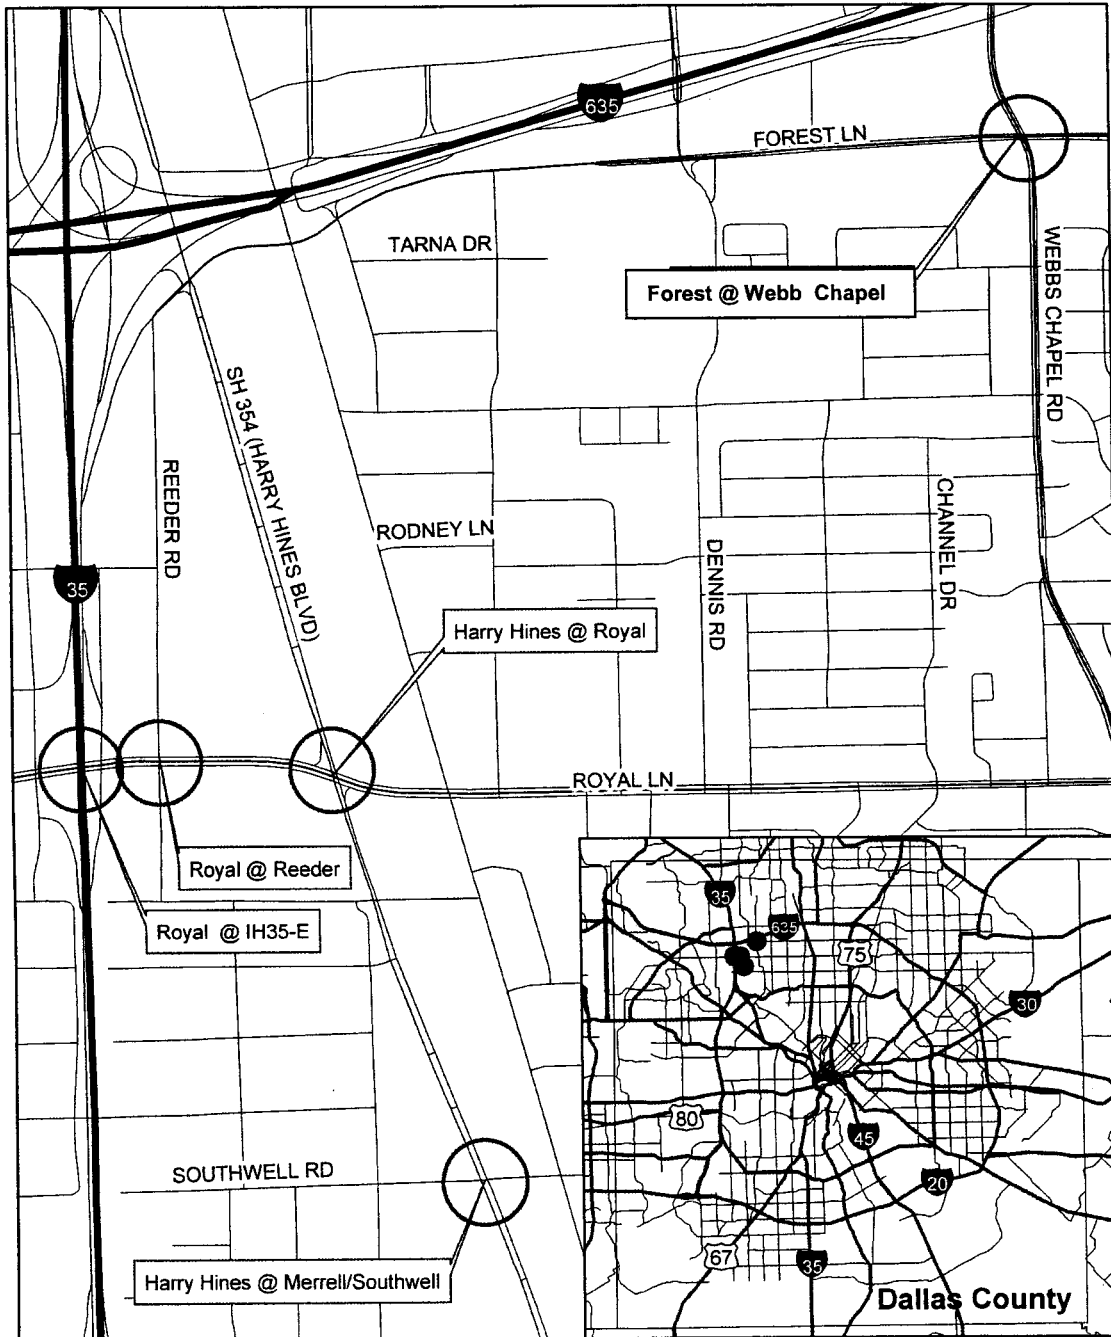 635
FOREST LN
TARNA DR
WEBBS CHAPEL RD
Forest @ Webb Chapel
SH 354 (HARRY HINES BLVD)
REEDER RD
RODNEY LN
CHANNEL DR
DENNIS RD
35
Harry Hines @ Royal
ROYAL LN
Royal @ Reeder
Royal @ IH35-E
35
635
75
30
80
45
SOUTHWELL RD
20
67
35
Harry Hines @ Merrell/Southwell
Dallas County